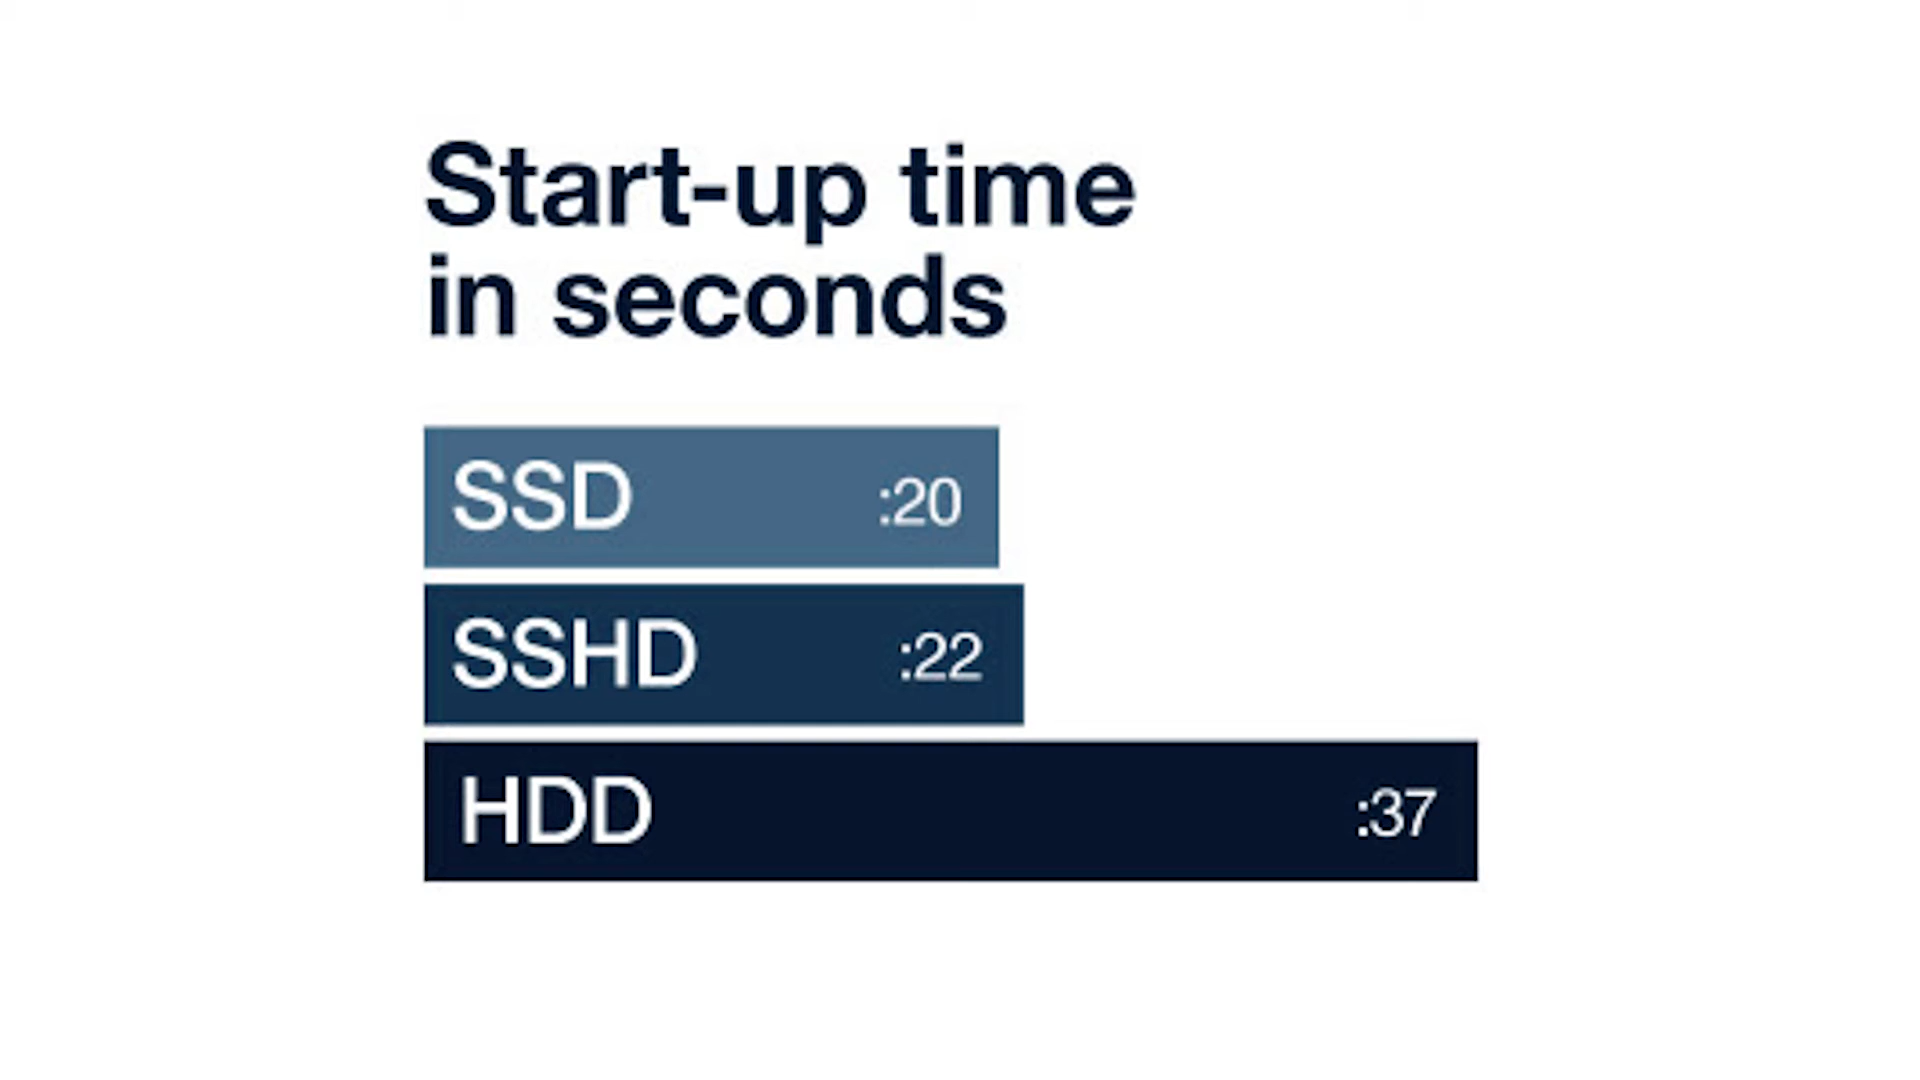 Start-up time
in seconds
SSD :20
SSHD :22
HDD :37